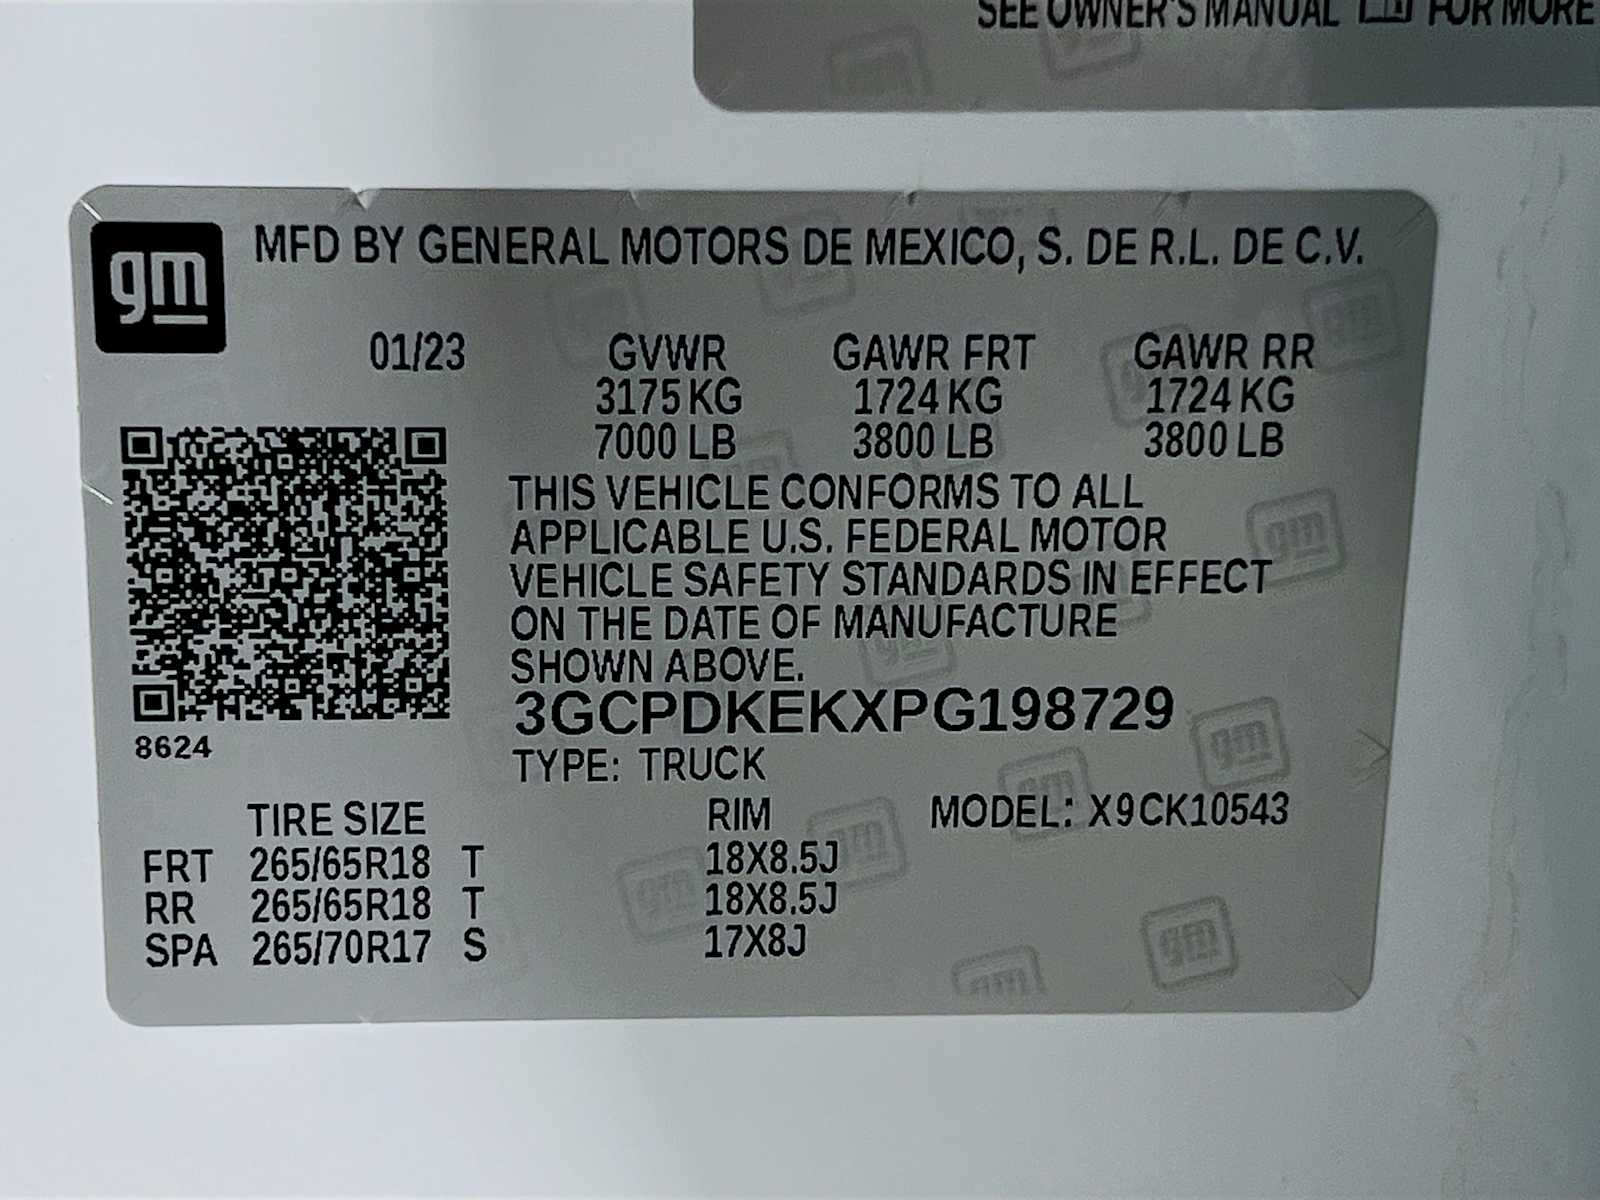 SEE OWNER'S MANUAL FOR MORE
gm MFD BY GENERAL MOTORS DE MEXICO, S. DE R.L. DE C.V.
01/23 GVWR GAWR FRT GAWR RR
3175 KG 1724 KG 1724 KG
7000 LB 3800 LB 3800 LB
THIS VEHICLE CONFORMS TO ALL
APPLICABLE U.S. FEDERAL MOTOR
VEHICLE SAFETY STANDARDS IN EFFECT
ON THE DATE OF MANUFACTURE
SHOWN ABOVE.
3GCPDKEKXPG198729
8624
TYPE: TRUCK
TIRE SIZE RIM MODEL: X9CK10543
FRT 265/65R18 T 18X8.5J
RR 265/65R18 T 18X8.5J
SPA 265/70R17 S 17X8J